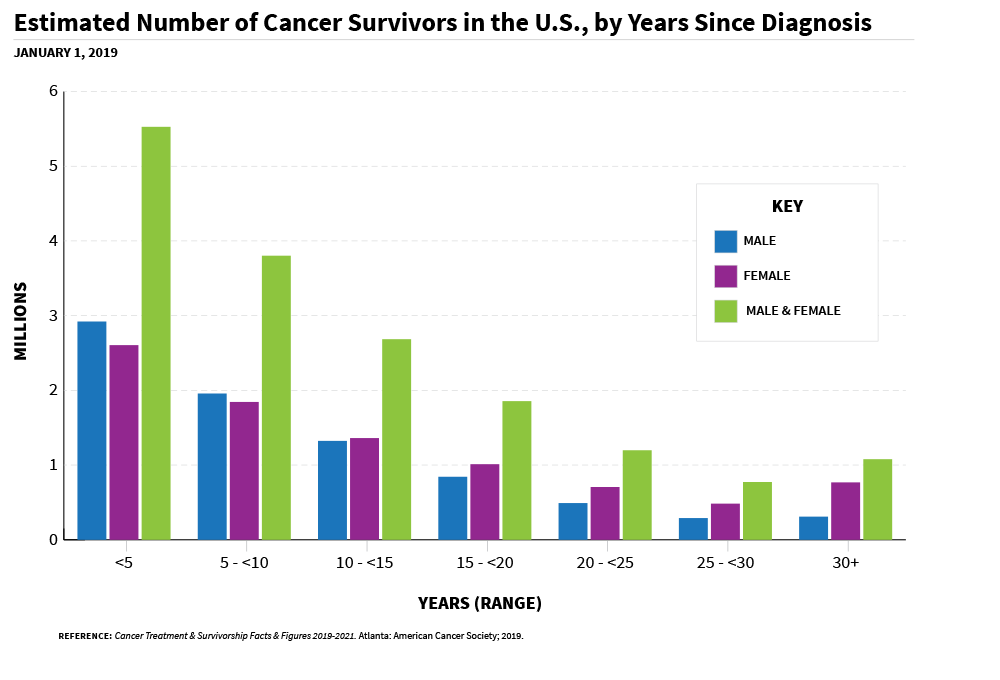 Estimated Number of Cancer Survivors in the U.S., by Years Since Diagnosis
JANUARY 1, 2019
MILLIONS
6
5
4
3
2
1
0
KEY
MALE
FEMALE
MALE & FEMALE
<5 5 - <10 10 - <15 15 - <20 20 - <25 25 - <30 30+
YEARS (RANGE)
REFERENCE: Cancer Treatment & Survivorship Facts & Figures 2019-2021. Atlanta: American Cancer Society; 2019.